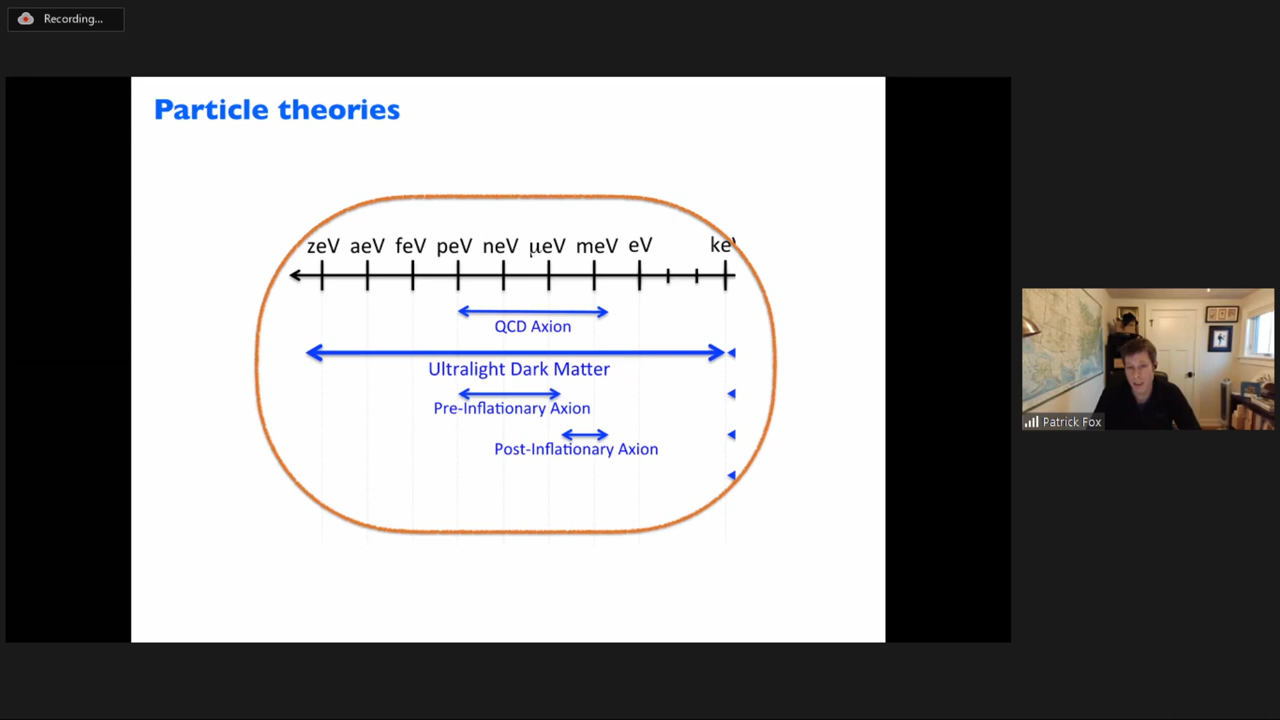 Recording...
Particle theories
zeV aeV feV peV neV μeV meV eV keV
QCD Axion
Ultralight Dark Matter
Pre-Inflationary Axion
Post-Inflationary Axion
Patrick Fox